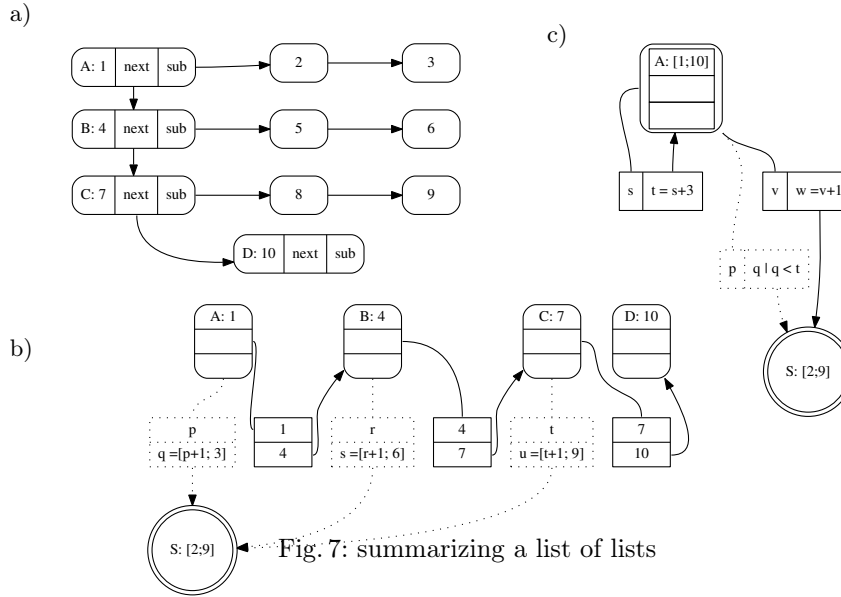 a)
A: 1 next sub
2
3
B: 4 next sub
5
6
C: 7 next sub
8
9
D: 10 next sub
c)
A: [1;10]
s t = s+3
v w =v+1
p q | q < t
S: [2;9]
b)
A: 1
B: 4
C: 7
D: 10
p
q =[p+1; 3]
1
4
r
s =[r+1; 6]
4
7
t
u =[t+1; 9]
7
10
S: [2;9]
Fig. 7: summarizing a list of lists